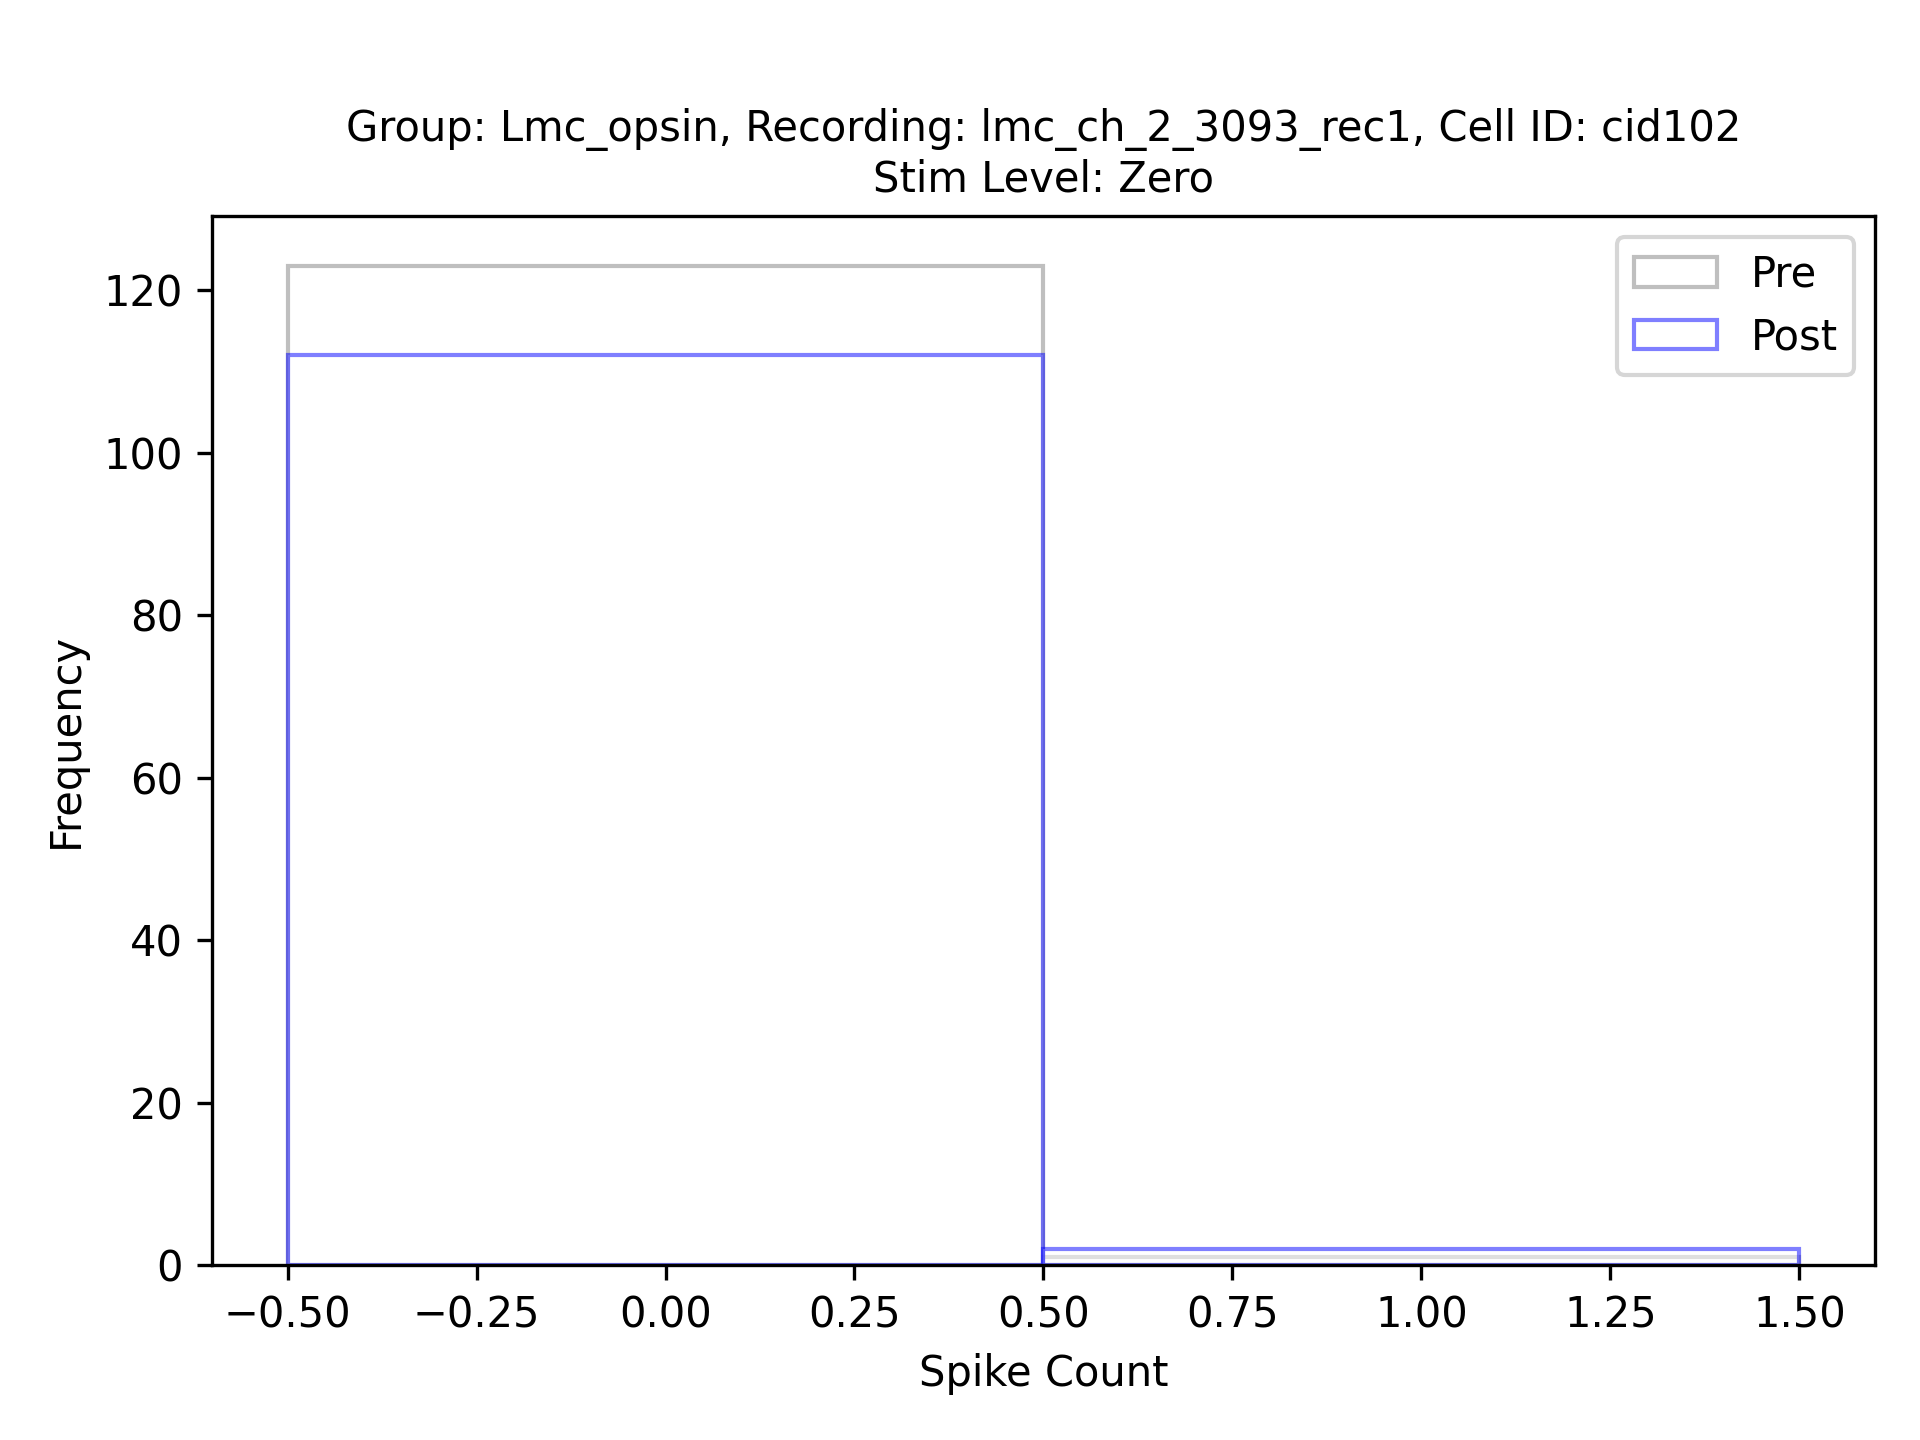 Group: Lmc_opsin, Recording: lmc_ch_2_3093_rec1, Cell ID: cid102
Stim Level: Zero
Pre
Post
120
100
80
60
40
20
0
Frequency
−0.50 −0.25 0.00 0.25 0.50 0.75 1.00 1.25 1.50
Spike Count